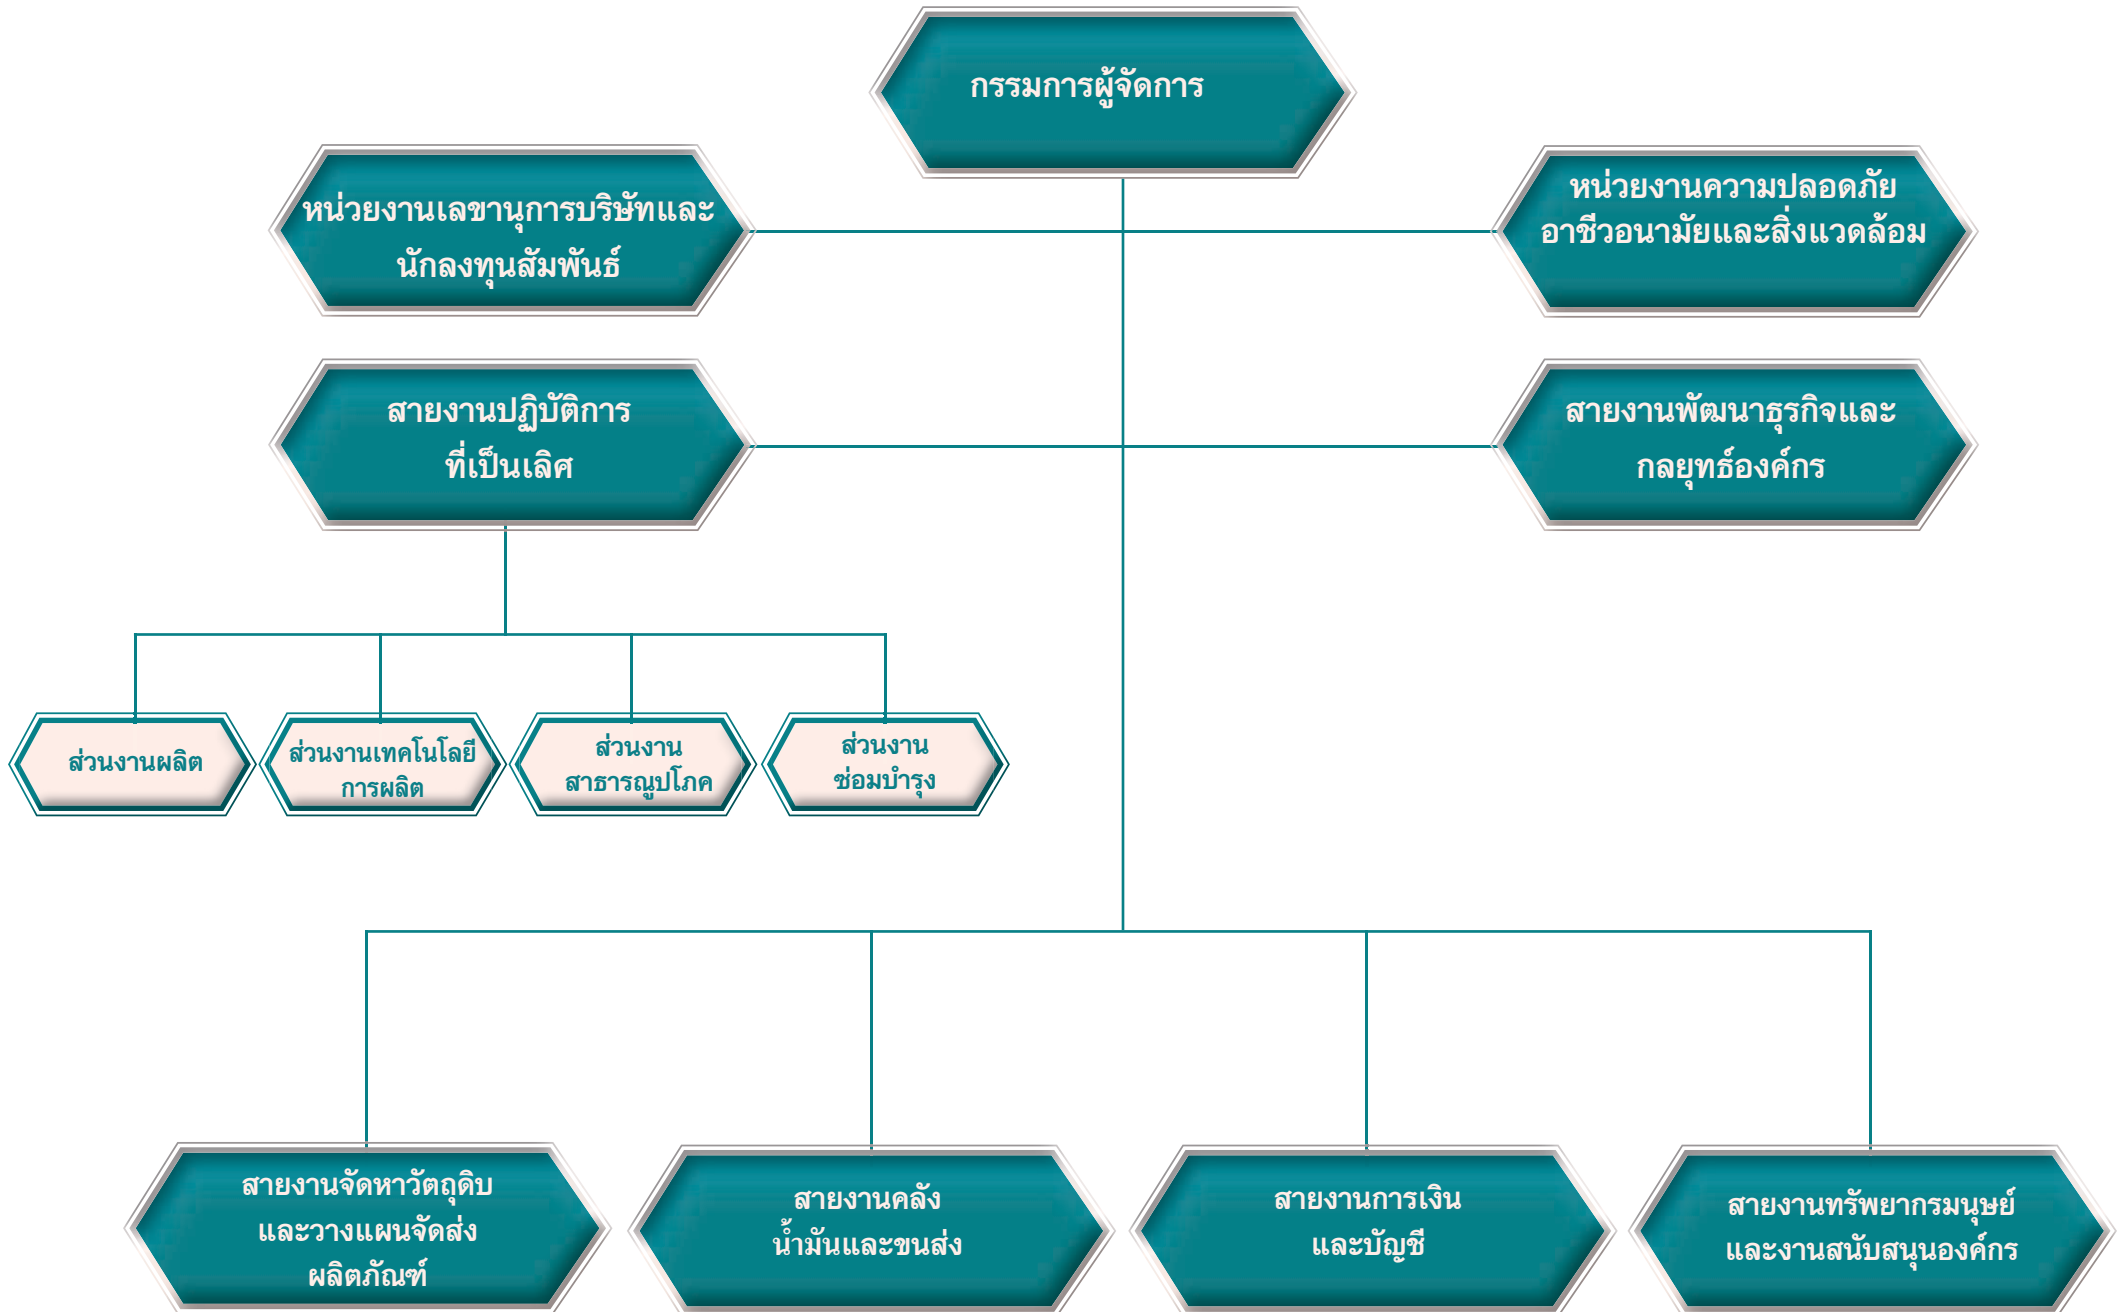 กรรมการผู้จัดการ
หน่วยงานเลขานุการบริษัทและ
นักลงทุนสัมพันธ์
หน่วยงานความปลอดภัย
อาชีวอนามัยและสิ่งแวดล้อม
สายงานปฏิบัติการ
ที่เป็นเลิศ
สายงานพัฒนาธุรกิจและ
กลยุทธ์องค์กร
ส่วนงานผลิต
ส่วนงานเทคโนโลยี
การผลิต
ส่วนงาน
สาธารณูปโภค
ส่วนงาน
ซ่อมบำรุง
สายงานจัดหาวัตถุดิบ
และวางแผนจัดส่ง
ผลิตภัณฑ์
สายงานคลัง
น้ำมันและขนส่ง
สายงานการเงิน
และบัญชี
สายงานทรัพยากรมนุษย์
และงานสนับสนุนองค์กร